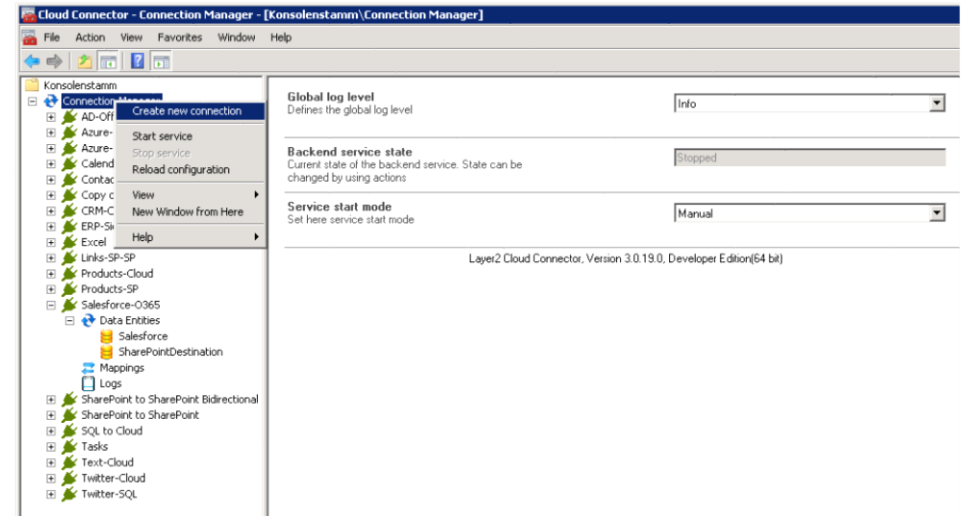 Cloud Connector - Connection Manager - [Konsolenstamm\Connection Manager]
File Action View Favorites Window Help
Konsolenstamm
Connection
AD-Off
Azure-
Azure-
Calend
Contac
Copy c
CRM-C
ERP-Si
Excel
Links-SP-SP
Products-Cloud
Products-SP
Salesforce-O365
Data Entities
Salesforce
SharePointDestination
Mappings
Logs
SharePoint to SharePoint Bidirectional
SharePoint to SharePoint
SQL to Cloud
Tasks
Text-Cloud
Twitter-Cloud
Twitter-SQL
Create new connection
Start service
Stop service
Reload configuration
View
New Window from Here
Help
Global log level
Defines the global log level
Info
Backend service state
Current state of the backend service. State can be
changed by using actions
Stopped
Service start mode
Set here service start mode
Manual
Layer2 Cloud Connector, Version 3.0.19.0, Developer Edition(64 bit)